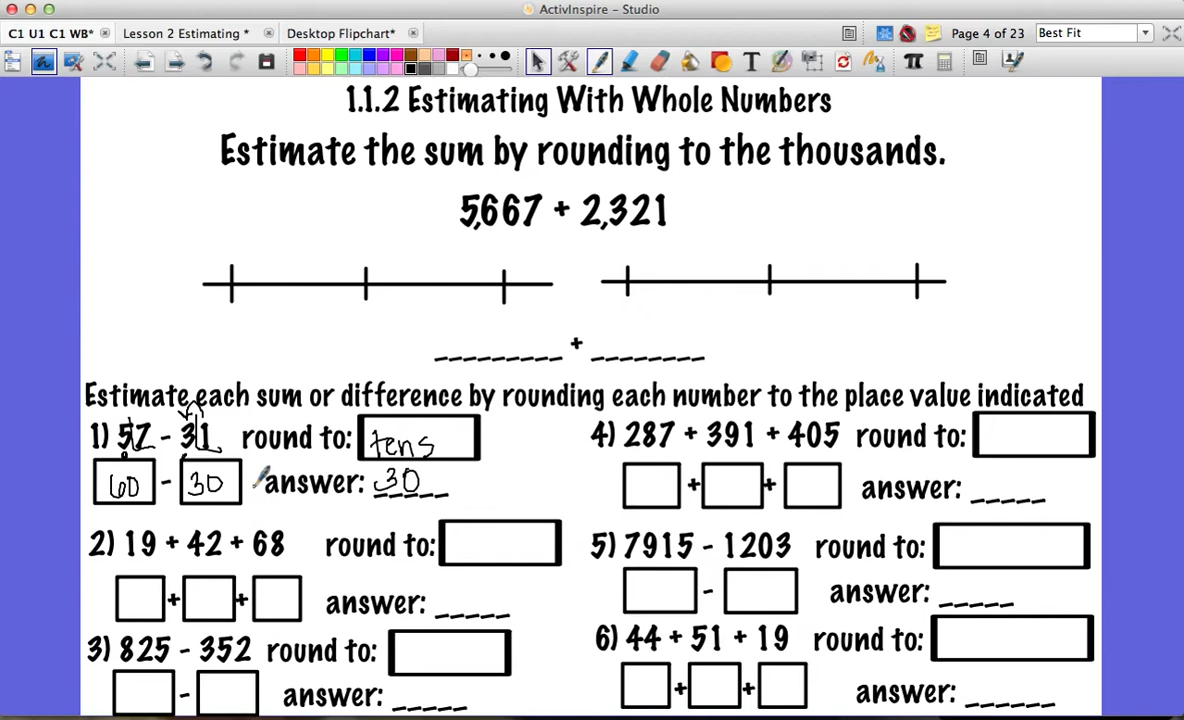 ActivInspire - Studio
C1 U1 C1 WB*
Lesson 2 Estimating *
Desktop Flipchart*
Page 4 of 23
Best Fit
1.1.2 Estimating With Whole Numbers
Estimate the sum by rounding to the thousands.
5,667 + 2,321
+
Estimate each sum or difference by rounding each number to the place value indicated
1) 57 - 31 round to: tens
60 - 30 answer: 30
2) 19 + 42 + 68 round to:
+ + answer:
3) 825 - 352 round to:
- answer:
4) 287 + 391 + 405 round to:
+ + answer:
5) 7915 - 1203 round to:
- answer:
6) 44 + 51 + 19 round to:
+ + answer: